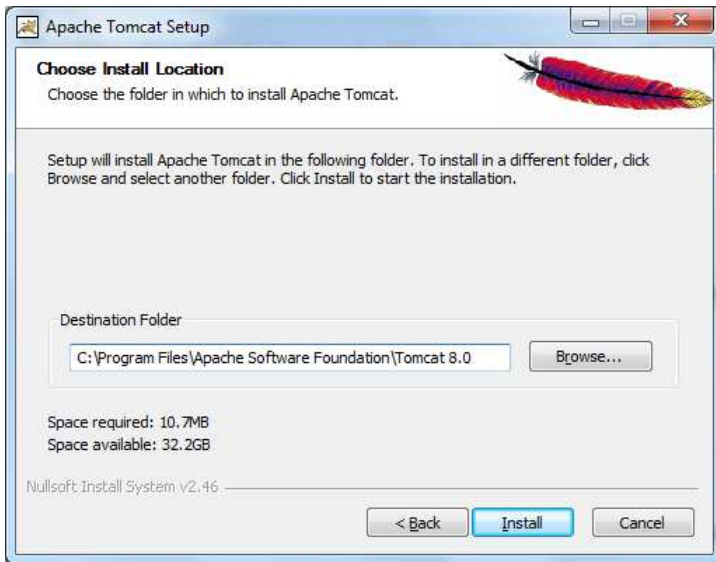 Apache Tomcat Setup
Choose Install Location
Choose the folder in which to install Apache Tomcat.
Setup will install Apache Tomcat in the following folder. To install in a different folder, click
Browse and select another folder. Click Install to start the installation.
Destination Folder
C:\Program Files\Apache Software Foundation\Tomcat 8.0
Browse...
Space required: 10.7MB
Space available: 32.2GB
Nullsoft Install System v2.46
< Back
Install
Cancel